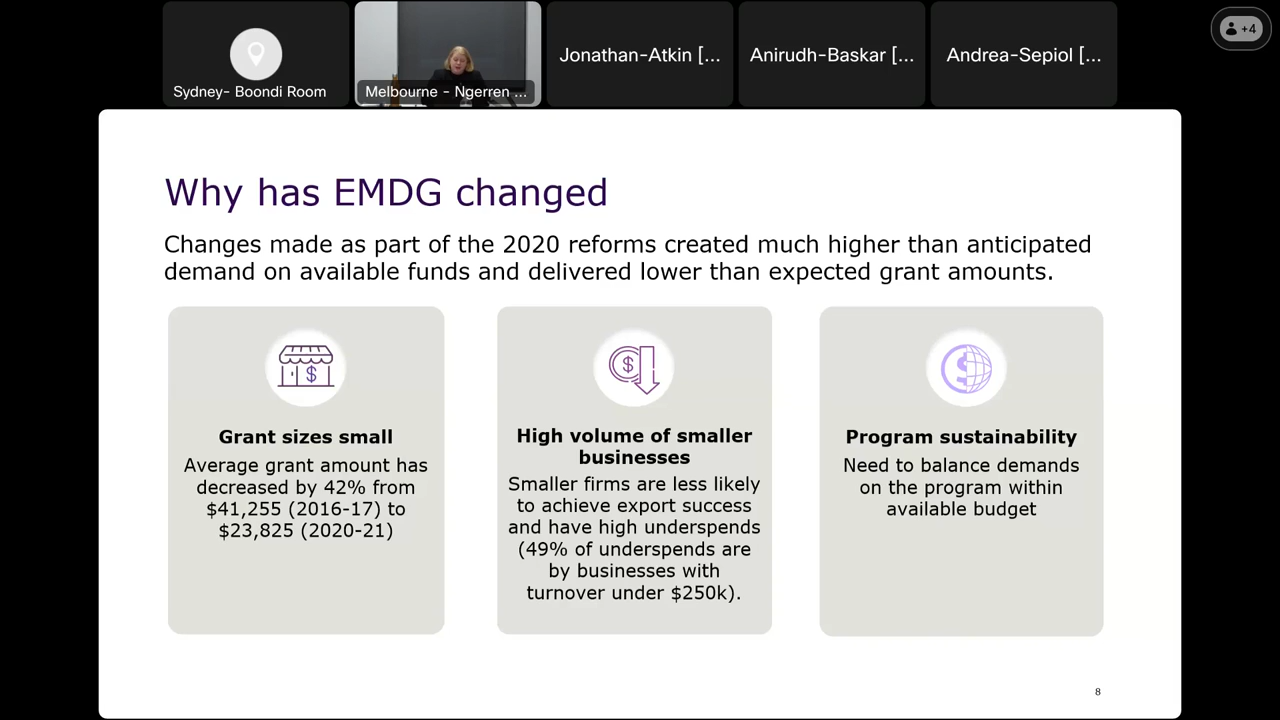 Sydney- Boondi Room
Melbourne - Ngerren ...
Jonathan-Atkin [...
Anirudh-Baskar [...
Andrea-Sepiol [...
+4
Why has EMDG changed
Changes made as part of the 2020 reforms created much higher than anticipated
demand on available funds and delivered lower than expected grant amounts.
Grant sizes small
Average grant amount has
decreased by 42% from
$41,255 (2016-17) to
$23,825 (2020-21)
High volume of smaller
businesses
Smaller firms are less likely
to achieve export success
and have high underspends
(49% of underspends are
by businesses with
turnover under $250k).
Program sustainability
Need to balance demands
on the program within
available budget
8